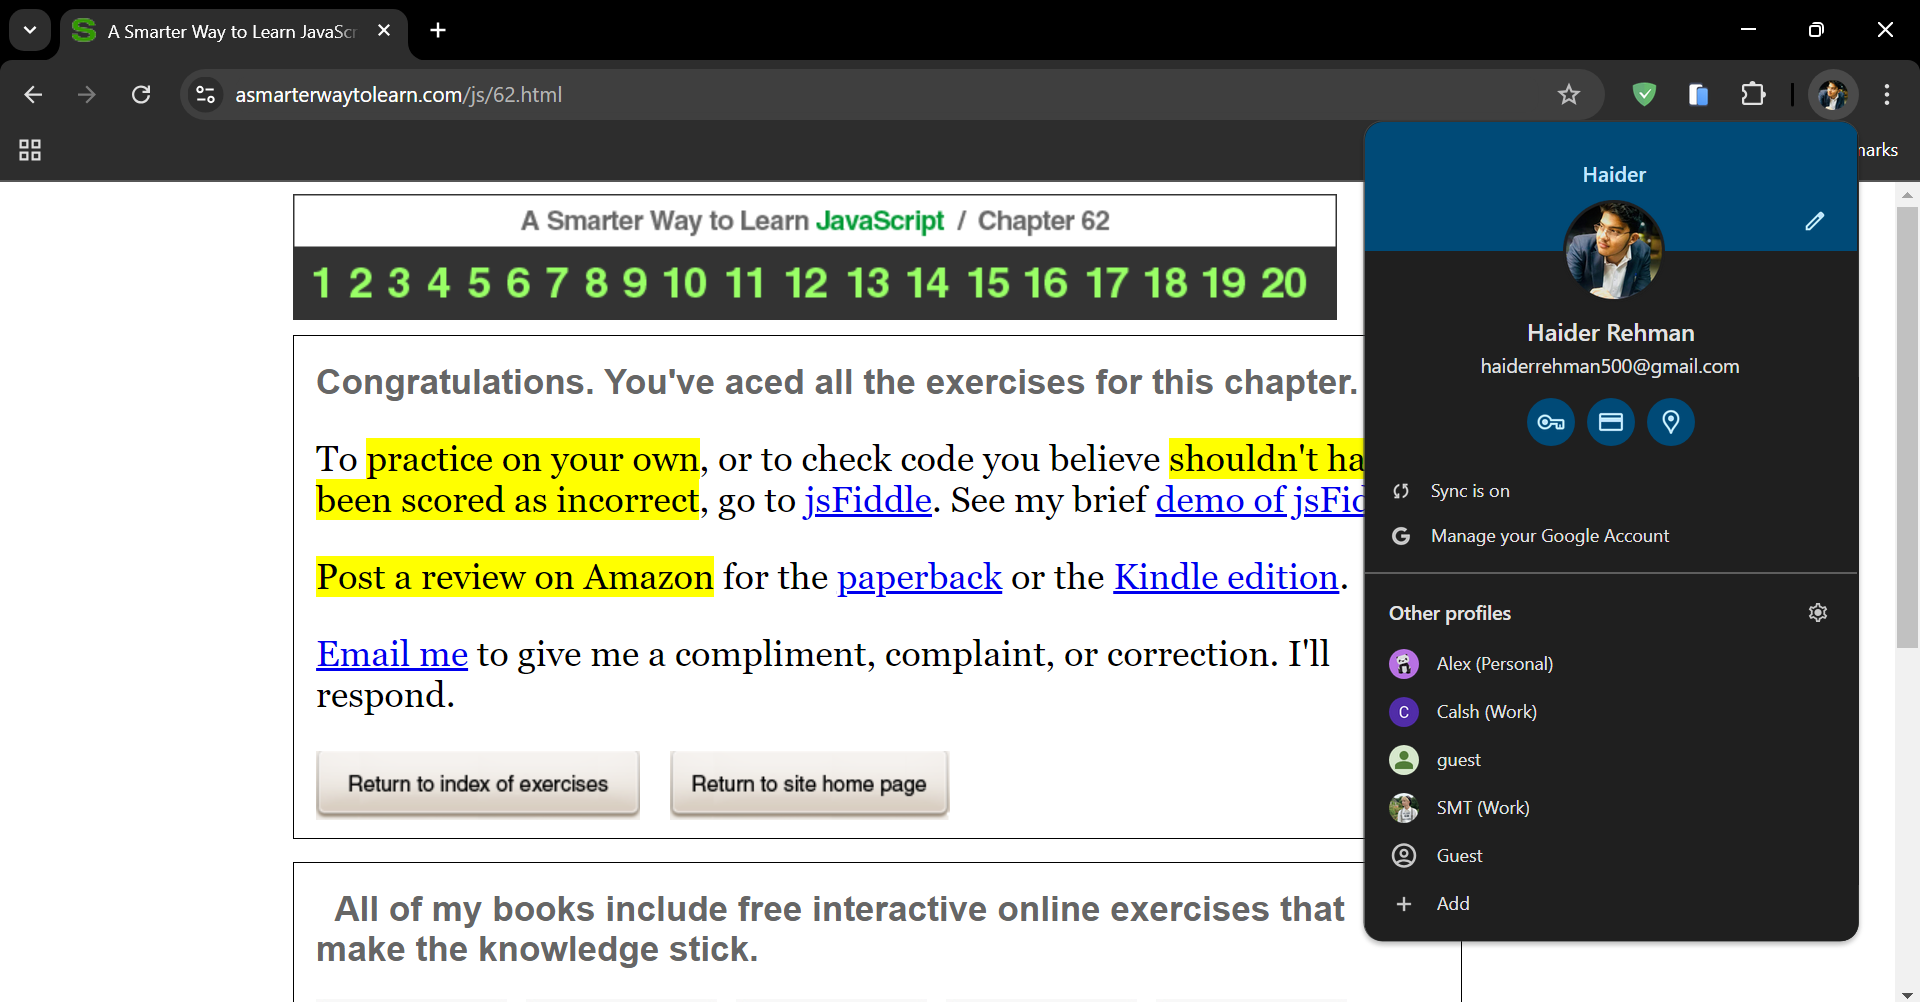 A Smarter Way to Learn JavaScr
asmarterwaytolearn.com/js/62.html
Haider
Haider Rehman
haiderrehman500@gmail.com
Sync is on
Manage your Google Account
Other profiles
Alex (Personal)
C
Calsh (Work)
guest
SMT (Work)
Guest
+ Add
A Smarter Way to Learn JavaScript / Chapter 62
1 2 3 4 5 6 7 8 9 10 11 12 13 14 15 16 17 18 19 20
Congratulations. You've aced all the exercises for this chapter.
To practice on your own, or to check code you believe shouldn't ha
been scored as incorrect, go to jsFiddle. See my brief demo of jsFid
Post a review on Amazon for the paperback or the Kindle edition.
Email me to give me a compliment, complaint, or correction. I'll
respond.
Return to index of exercises
Return to site home page
All of my books include free interactive online exercises that
make the knowledge stick.